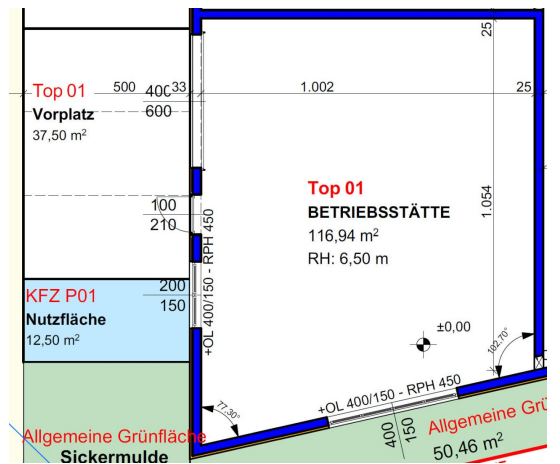 25
Top 01
500
400
33
1.002
25
Vorplatz
600
37,50 m²
Top 01
BETRIEBSSTÄTTE
116,94 m²
RH: 6,50 m
1.054
100
210
+OL 400/150 - RPH 450
KFZ P01
200
150
Nutzfläche
12,50 m²
±0,00
102.70°
77.30°
+OL 400/150 - RPH 450
400
150
Allgemeine Grünfläche
Sickermulde
Allgemeine Grü
50,46 m²